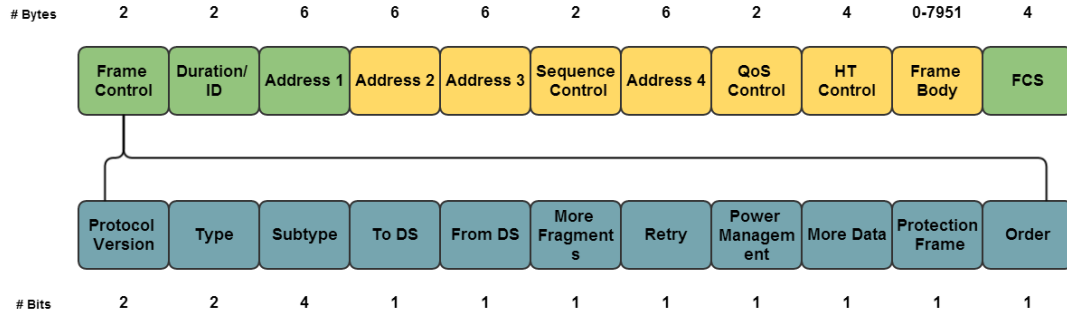 # Bytes 2 2 6 6 6 2 6 2 4 0-7951 4
Frame Control Duration/ ID Address 1 Address 2 Address 3 Sequence Control Address 4 QoS Control HT Control Frame Body FCS
Protocol Version Type Subtype To DS From DS More Fragment s Retry Power Managem ent More Data Protection Frame Order
# Bits 2 2 4 1 1 1 1 1 1 1 1